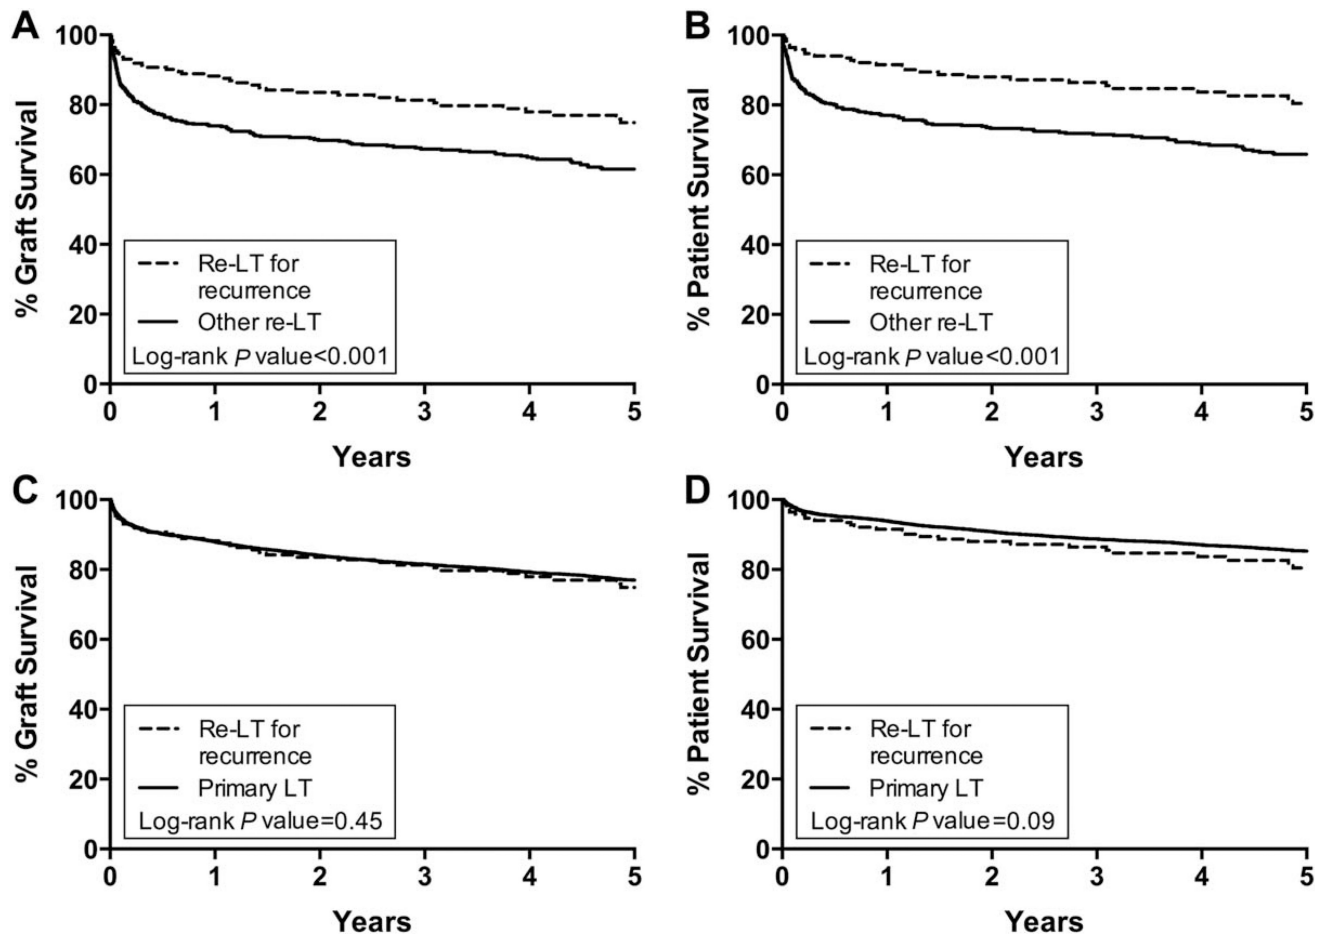 A
% Graft Survival
100
80
60
40
20
0
Re-LT for
recurrence
Other re-LT
Log-rank P value<0.001
0 1 2 3 4 5
Years
B
% Patient Survival
100
80
60
40
20
0
Re-LT for
recurrence
Other re-LT
Log-rank P value<0.001
0 1 2 3 4 5
Years
C
% Graft Survival
100
80
60
40
20
0
Re-LT for
recurrence
Primary LT
Log-rank P value=0.45
0 1 2 3 4 5
Years
D
% Patient Survival
100
80
60
40
20
0
Re-LT for
recurrence
Primary LT
Log-rank P value=0.09
0 1 2 3 4 5
Years